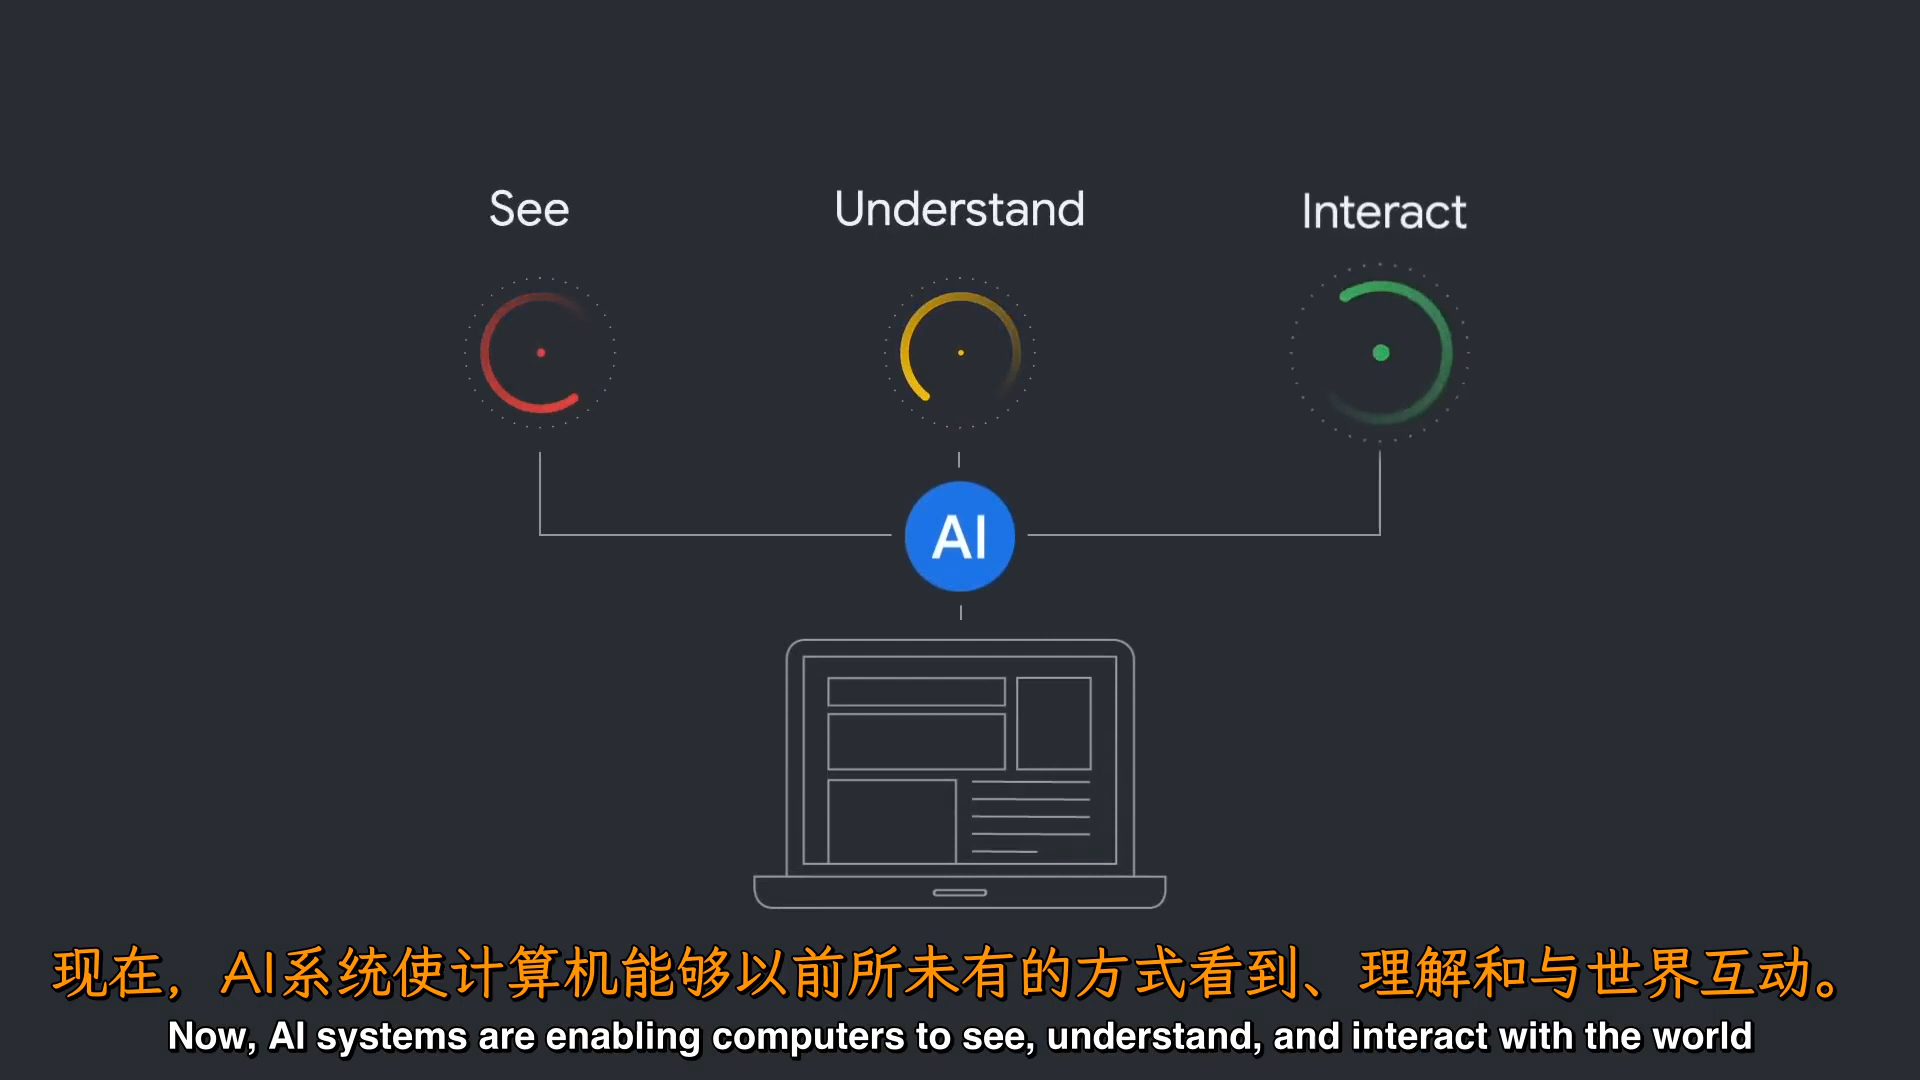 See
Understand
Interact
AI
现在，AI系统使计算机能够以前所未有的方式看到、理解和与世界互动。
Now, AI systems are enabling computers to see, understand, and interact with the world